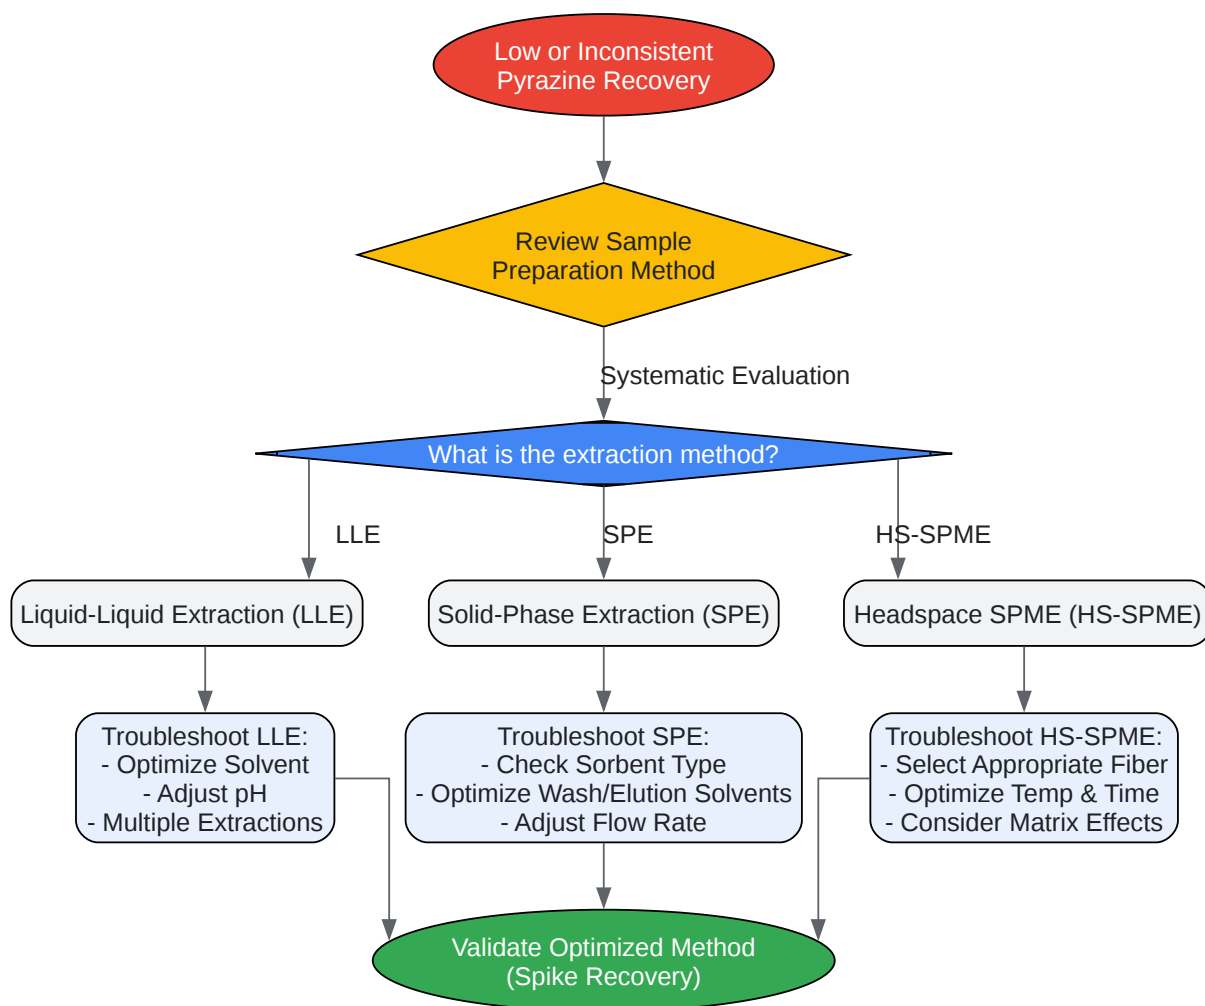 Low or Inconsistent
Pyrazine Recovery
Review Sample
Preparation Method
Systematic Evaluation
What is the extraction method?
LLE
SPE
HS-SPME
Liquid-Liquid Extraction (LLE)
Solid-Phase Extraction (SPE)
Headspace SPME (HS-SPME)
Troubleshoot LLE:
- Optimize Solvent
- Adjust pH
- Multiple Extractions
Troubleshoot SPE:
- Check Sorbent Type
- Optimize Wash/Elution Solvents
- Adjust Flow Rate
Troubleshoot HS-SPME:
- Select Appropriate Fiber
- Optimize Temp & Time
- Consider Matrix Effects
Validate Optimized Method
(Spike Recovery)